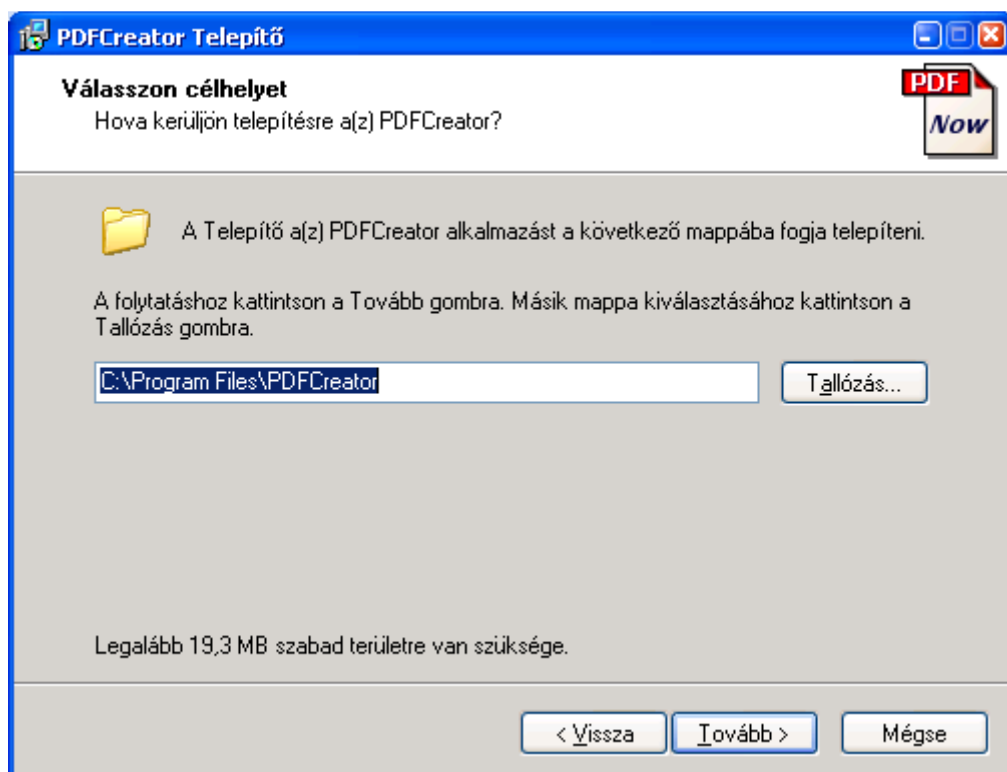 PDFCreator Telepítő
Válasszon célhelyet
Hova kerüljön telepítésre a(z) PDFCreator?
PDF
Now
A Telepítő a(z) PDFCreator alkalmazást a következő mappába fogja telepíteni.
A folytatáshoz kattintson a Tovább gombra. Másik mappa kiválasztásához kattintson a
Tallózás gombra.
C:\Program Files\PDFCreator
Tallózás...
Legalább 19,3 MB szabad területre van szüksége.
< Vissza
Tovább >
Mégse